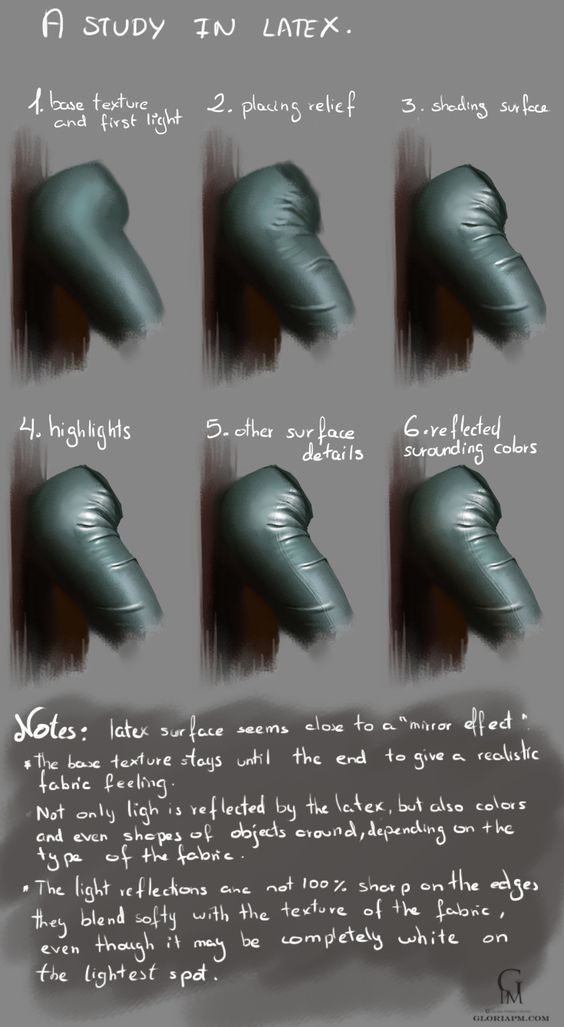 A STUDY IN LATEX.
1. base texture
and first light
2. placing relief
3. shading surface
4. highlights
5. other surface
details
6. reflected
surounding colors
Notes: latex surface seems close to a "mirror effect".
* The base texture stays until the end to give a realistic
fabric feeling.
Not only ligh is reflected by the latex, but also colors
and even shapes of objects around, depending on the
type of the fabric.
* The light reflections are not 100% sharp on the edges
they blend softy with the texture of the fabric,
even though it may be completely white on
the lightest spot.
GPM
GLORIAPM.COM